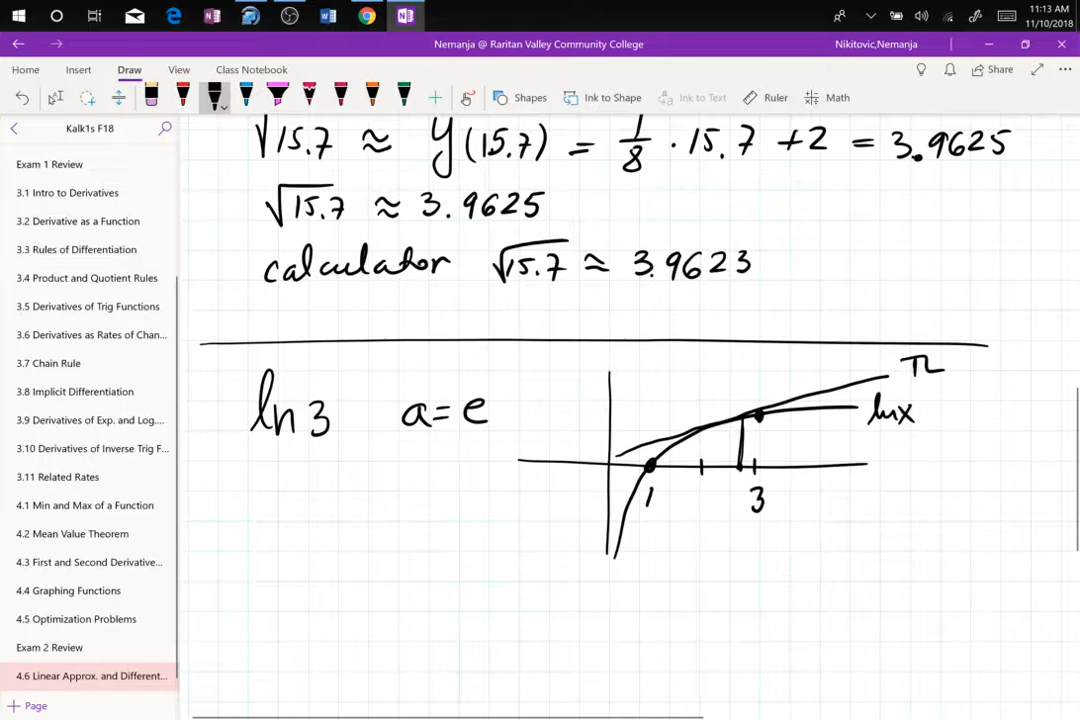 11:13 AM
11/10/2018
Nemanja @ Raritan Valley Community College
Nikitovic,Nemanja
Home Insert Draw View Class Notebook
Share
Shapes Ink to Shape Ink to Text Ruler Math
Kalk1s F18
Exam 1 Review
3.1 Intro to Derivatives
3.2 Derivative as a Function
3.3 Rules of Differentiation
3.4 Product and Quotient Rules
3.5 Derivatives of Trig Functions
3.6 Derivatives as Rates of Chan...
3.7 Chain Rule
3.8 Implicit Differentiation
3.9 Derivatives of Exp. and Log....
3.10 Derivatives of Inverse Trig F...
3.11 Related Rates
4.1 Min and Max of a Function
4.2 Mean Value Theorem
4.3 First and Second Derivative...
4.4 Graphing Functions
4.5 Optimization Problems
Exam 2 Review
4.6 Linear Approx. and Different...
+ Page
√15.7 ≈ y(15.7) = 1/8 · 15.7 + 2 = 3.9625
√15.7 ≈ 3.9625
calculator √15.7 ≈ 3.9623
ln 3 a = e
TL
ln x
1 3